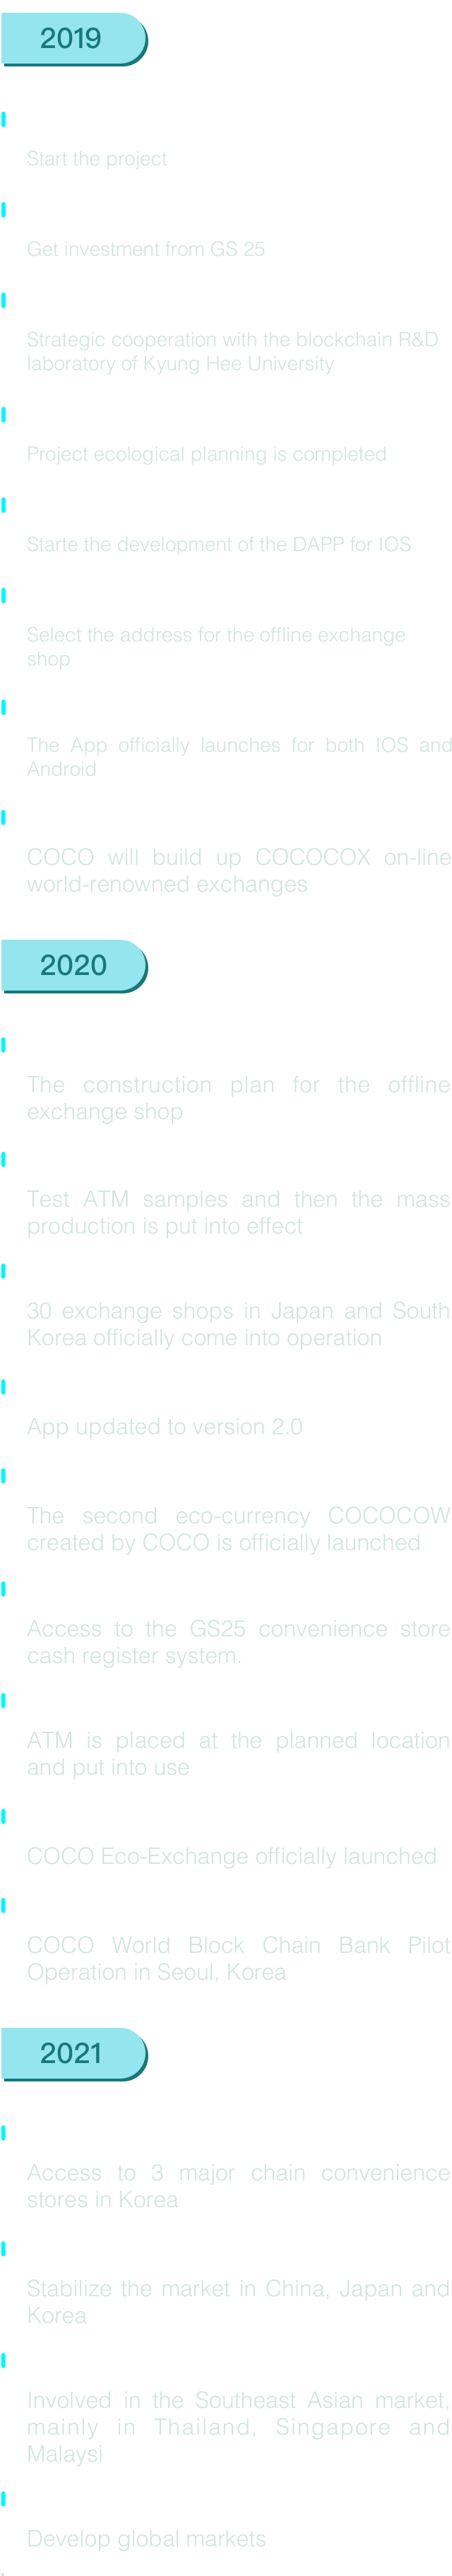 2019
Start the project
Get investment from GS 25
Strategic cooperation with the blockchain R&D
laboratory of Kyung Hee University
Project ecological planning is completed
Starte the development of the DAPP for IOS
Select the address for the offline exchange
shop
The App officially launches for both IOS and
Android
COCO will build up COCOCOX on-line
world-renowned exchanges
2020
The construction plan for the offline
exchange shop
Test ATM samples and then the mass
production is put into effect
30 exchange shops in Japan and South
Korea officially come into operation
App updated to version 2.0
The second eco-currency COCOCOW
created by COCO is officially launched
Access to the GS25 convenience store
cash register system.
ATM is placed at the planned location
and put into use
COCO Eco-Exchange officially launched
COCO World Block Chain Bank Pilot
Operation in Seoul, Korea
2021
Access to 3 major chain convenience
stores in Korea
Stabilize the market in China, Japan and
Korea
Involved in the Southeast Asian market,
mainly in Thailand, Singapore and
Malaysi
Develop global markets